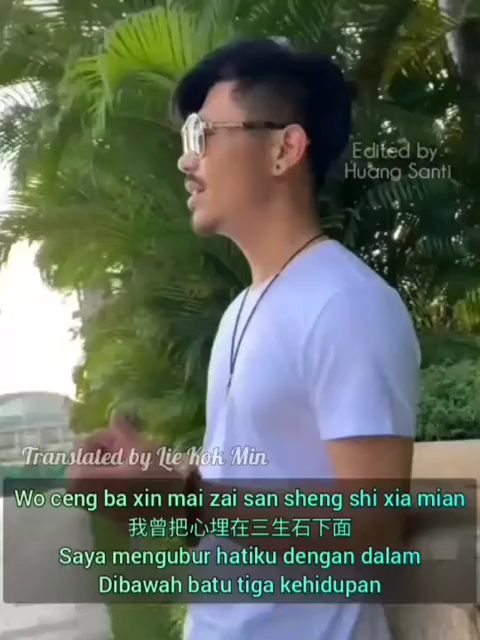 Edited by
Huang Santi
Translated by Lie Kok Min
Wo ceng ba xin mai zai san sheng shi xia mian
我曾把心埋在三生石下面
Saya mengubur hatiku dengan dalam
Dibawah batu tiga kehidupan